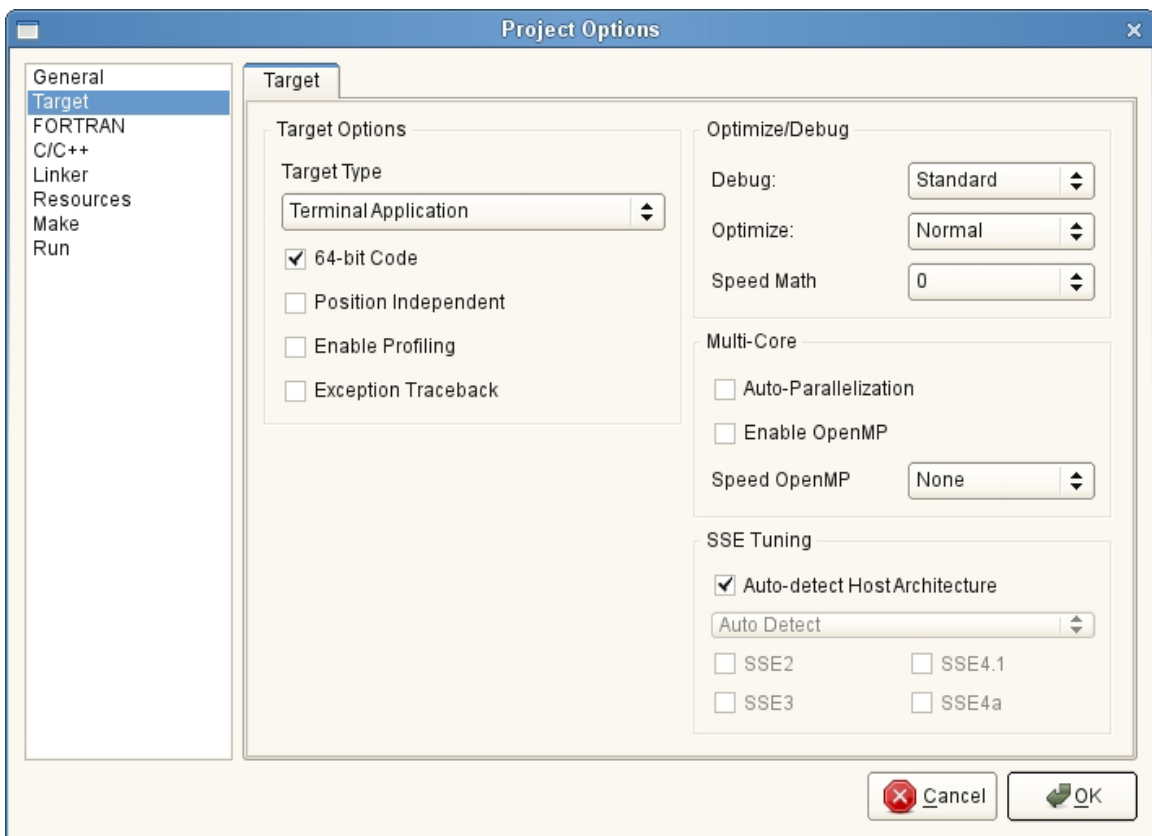 Project Options
General
Target
FORTRAN
C/C++
Linker
Resources
Make
Run
Target
Target Options
Target Type
Terminal Application
64-bit Code
Position Independent
Enable Profiling
Exception Traceback
Optimize/Debug
Debug: Standard
Optimize: Normal
Speed Math 0
Multi-Core
Auto-Parallelization
Enable OpenMP
Speed OpenMP None
SSE Tuning
Auto-detect Host Architecture
Auto Detect
SSE2 SSE4.1
SSE3 SSE4a
Cancel OK